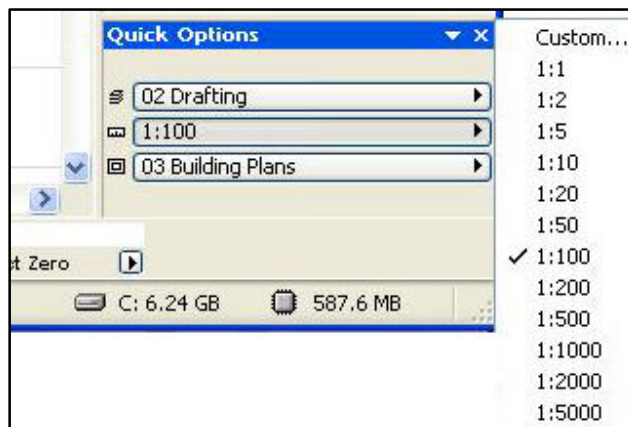 Quick Options
02 Drafting
1:100
03 Building Plans
t Zero
C: 6.24 GB
587.6 MB
Custom...
1:1
1:2
1:5
1:10
1:20
1:50
1:100
1:200
1:500
1:1000
1:2000
1:5000